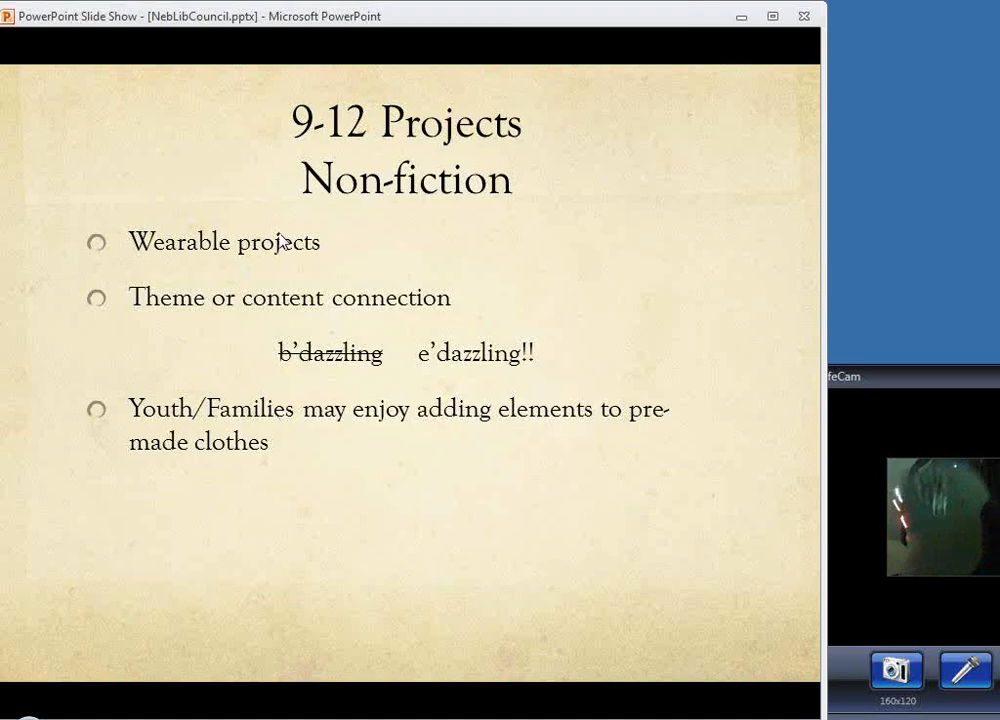 PowerPoint Slide Show - [NebLibCouncil.pptx] - Microsoft PowerPoint
9-12 Projects
Non-fiction
Wearable projects
Theme or content connection
b'dazzling e'dazzling!!
Youth/Families may enjoy adding elements to pre-
made clothes
feCam
160x120